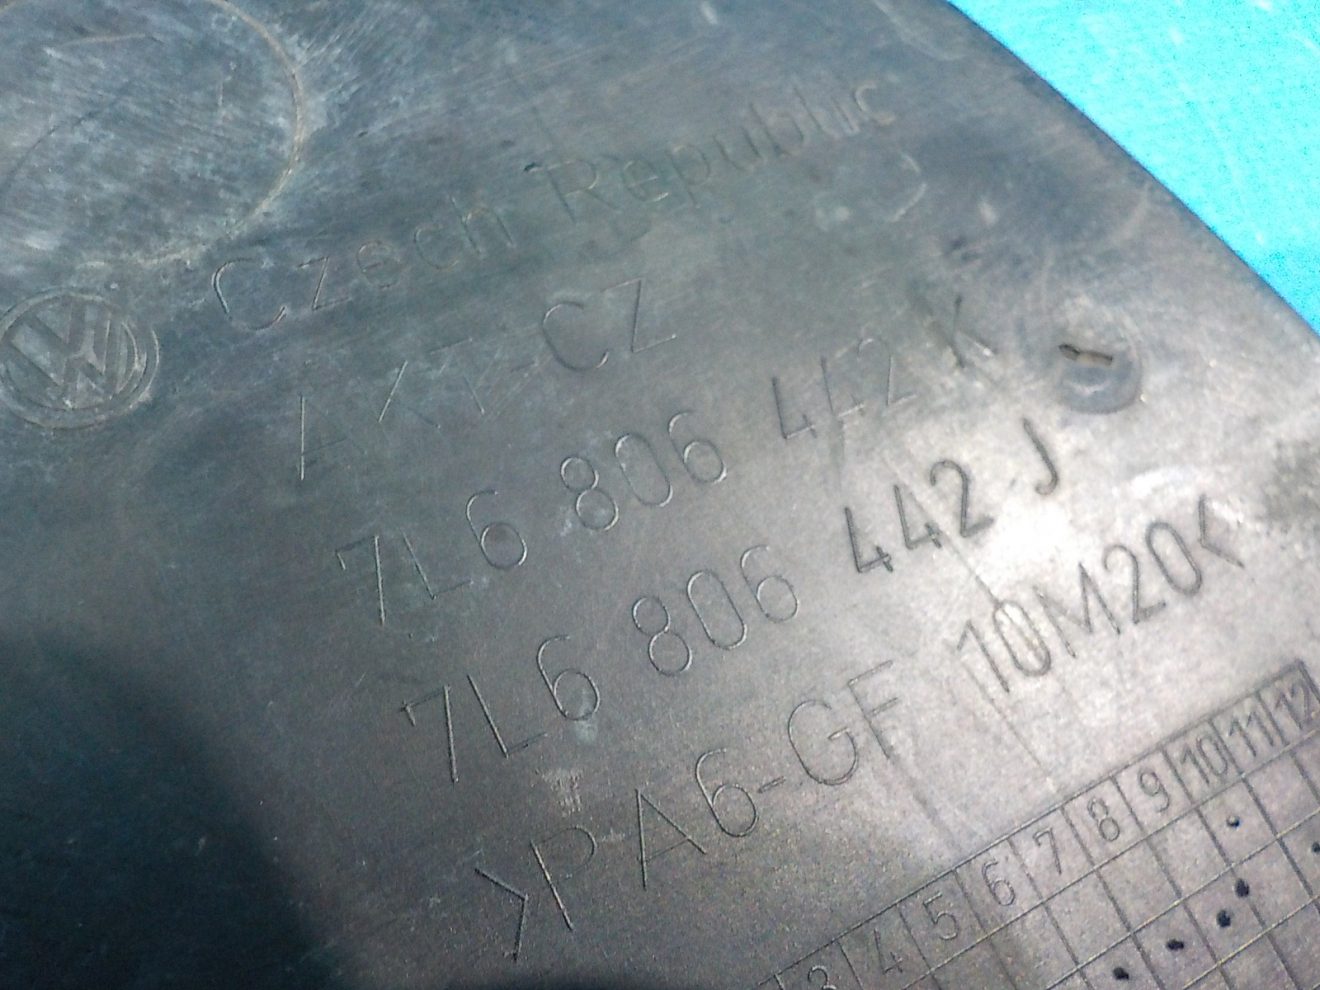 Czech Republic
AKT-CZ
7L6 806 442 K
7L6 806 442 J
>PA6-GF 10M20<
3 4 5 6 7 8 9 10 11 12